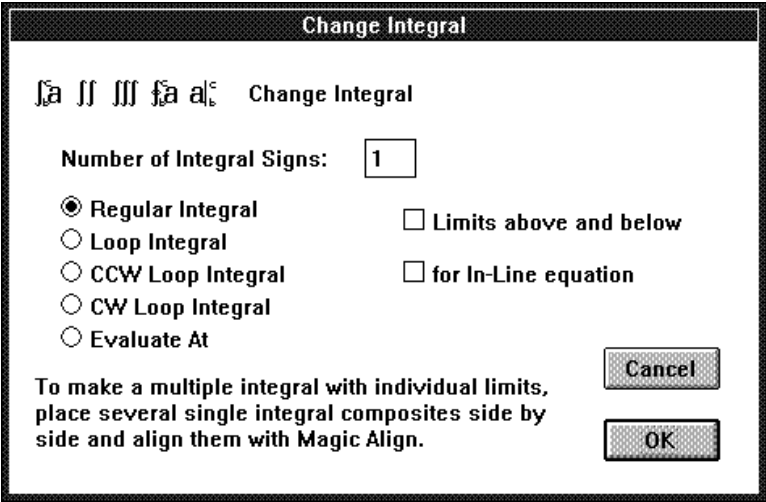 Change Integral
∫a ∬ ∭ ∮a a| Change Integral
Number of Integral Signs: 1
Regular Integral
Loop Integral
CCW Loop Integral
CW Loop Integral
Evaluate At
Limits above and below
for In-Line equation
To make a multiple integral with individual limits,
place several single integral composites side by
side and align them with Magic Align.
Cancel
OK